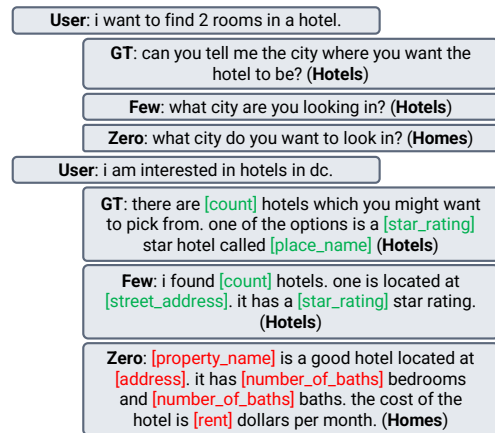 User: i want to find 2 rooms in a hotel.
GT: can you tell me the city where you want the
hotel to be? (Hotels)
Few: what city are you looking in? (Hotels)
Zero: what city do you want to look in? (Homes)
User: i am interested in hotels in dc.
GT: there are [count] hotels which you might want
to pick from. one of the options is a [star_rating]
star hotel called [place_name] (Hotels)
Few: i found [count] hotels. one is located at
[street_address]. it has a [star_rating] star rating.
(Hotels)
Zero: [property_name] is a good hotel located at
[address]. it has [number_of_baths] bedrooms
and [number_of_baths] baths. the cost of the
hotel is [rent] dollars per month. (Homes)